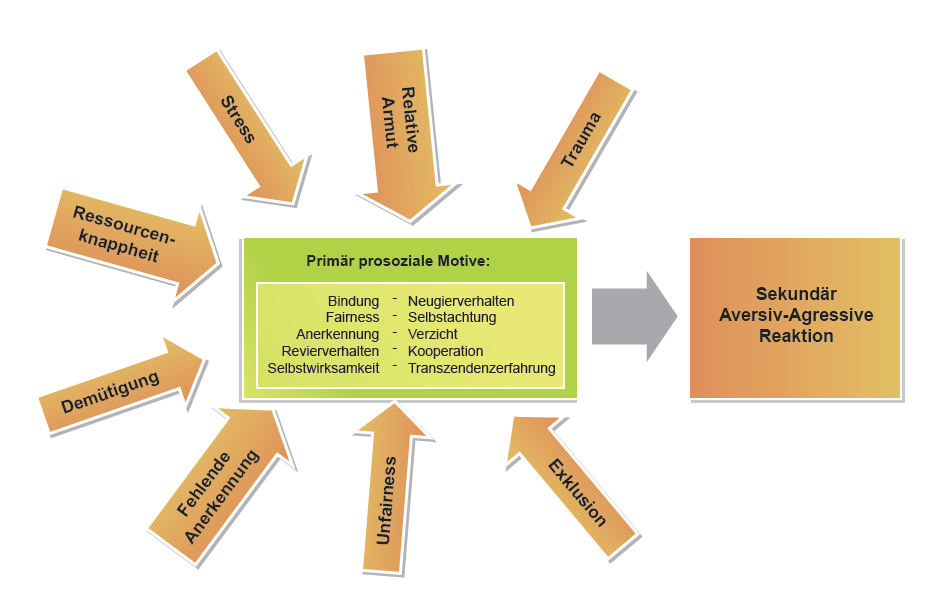 Stress
Relative
Armut
Trauma
Ressourcen-
knappheit
Primär prosoziale Motive:
Bindung - Neugierverhalten
Fairness - Selbstachtung
Anerkennung - Verzicht
Revierverhalten - Kooperation
Selbstwirksamkeit - Transzendenzerfahrung
Sekundär
Aversiv-Agressive
Reaktion
Demütigung
Fehlende
Anerkennung
Unfairness
Exklusion